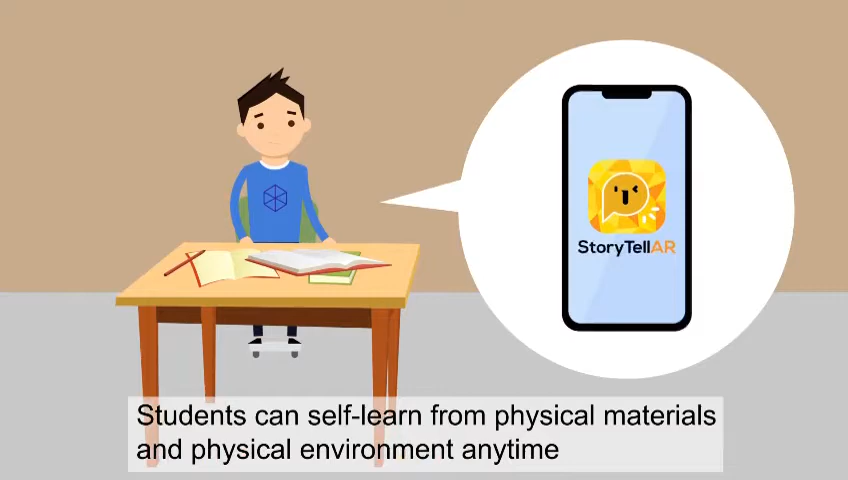 StoryTellAR
Students can self-learn from physical materials
and physical environment anytime